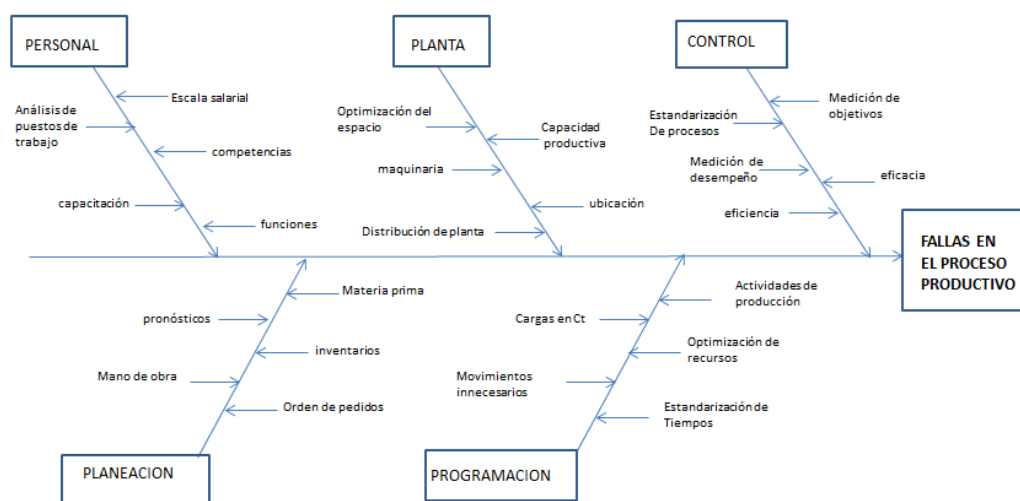 PERSONAL
PLANTA
CONTROL
Escala salarial
Análisis de
puestos de
trabajo
competencias
capacitación
funciones
Optimización del
espacio
Capacidad
productiva
maquinaria
ubicación
Distribución de planta
Medición de
objetivos
Estandarización
De procesos
Medición de
desempeño
eficacia
eficiencia
FALLAS EN
EL PROCESO
PRODUCTIVO
Materia prima
pronósticos
inventarios
Mano de obra
Orden de pedidos
Actividades de
producción
Cargas en Ct
Optimización de
recursos
Movimientos
innecesarios
Estandarización de
Tiempos
PLANEACION
PROGRAMACION